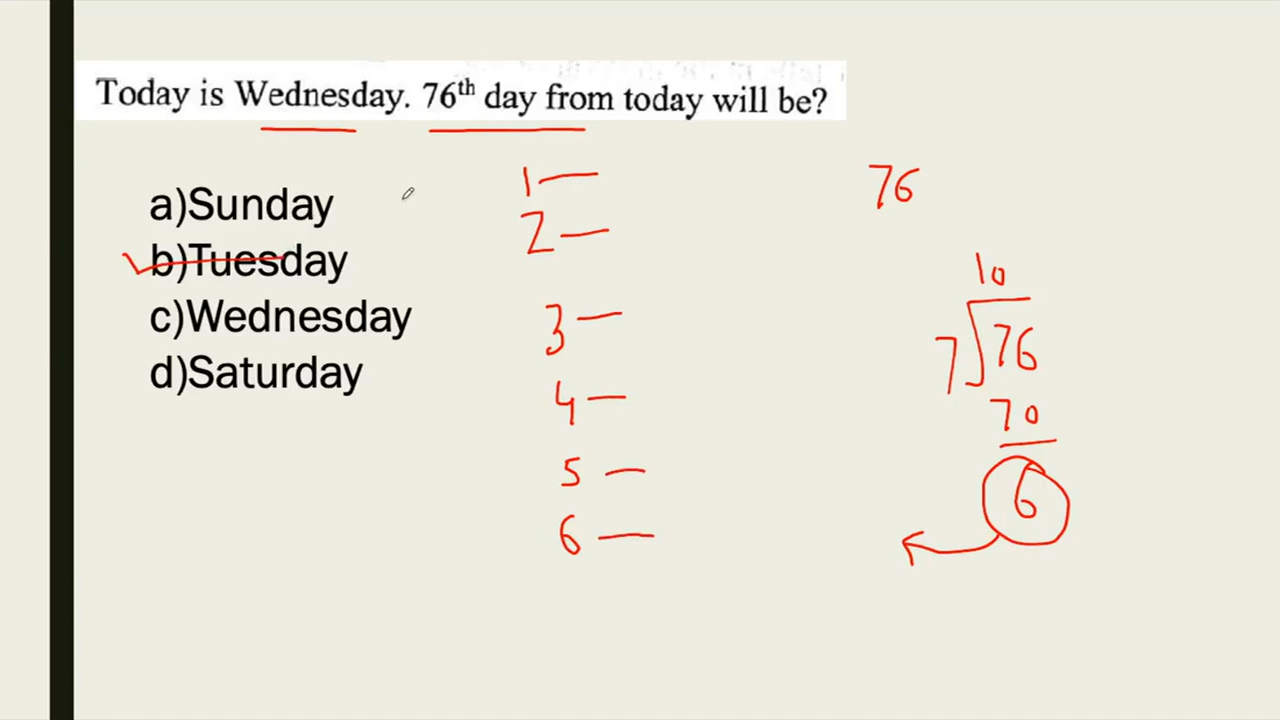 Today is Wednesday. 76th day from today will be?
a)Sunday
b)Tuesday
c)Wednesday
d)Saturday
1 —
2 —
3 —
4 —
5 —
6 —
76
10
7 76
70
6